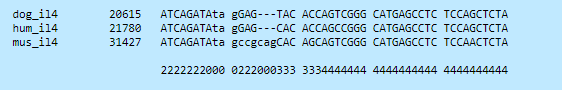 dog_il4 20615 ATCAGATAta gGAG---TAC ACCAGTCGGG CATGAGCCTC TCCAGCTCTA
hum_il4 21780 ATCAGATAta gGAG---CAC ACCAGTCCGG CATGAGCCTC TCCAGCTCTA
mus_il4 31427 ATCAGATAta gccgcagCAC AGCAGTCGGG CATGAGCCTC TCCAACTCTA
2222222000 0222000333 3334444444 4444444444 4444444444